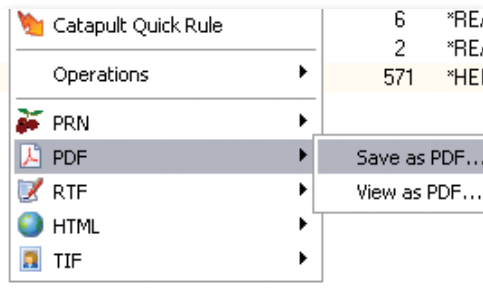 Catapult Quick Rule 6 *REA
2 *REA
Operations 571 *HEL
PRN
PDF Save as PDF...
RTF View as PDF...
HTML
TIF